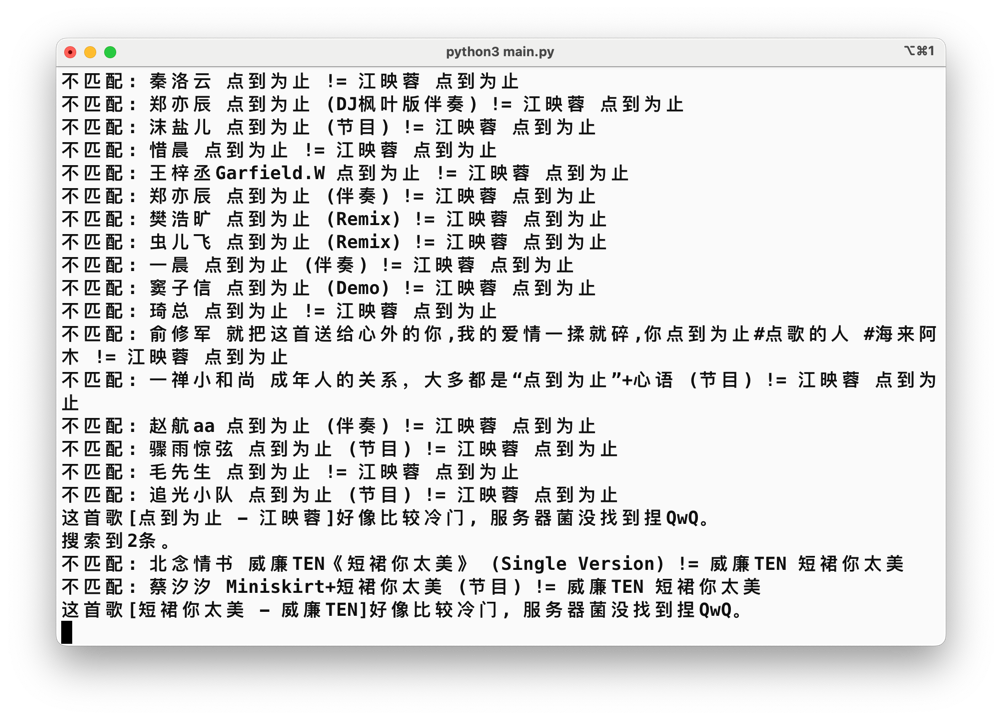 python3 main.py
⌥⌘1
不匹配: 秦洛云 点到为止 != 江映蓉 点到为止
不匹配: 郑亦辰 点到为止 (DJ枫叶版伴奏) != 江映蓉 点到为止
不匹配: 沫盐儿 点到为止 (节目) != 江映蓉 点到为止
不匹配: 惜晨 点到为止 != 江映蓉 点到为止
不匹配: 王梓丞Garfield.W 点到为止 != 江映蓉 点到为止
不匹配: 郑亦辰 点到为止 (伴奏) != 江映蓉 点到为止
不匹配: 樊浩旷 点到为止 (Remix) != 江映蓉 点到为止
不匹配: 虫儿飞 点到为止 (Remix) != 江映蓉 点到为止
不匹配: 一晨 点到为止 (伴奏) != 江映蓉 点到为止
不匹配: 窦子信 点到为止 (Demo) != 江映蓉 点到为止
不匹配: 琦总 点到为止 != 江映蓉 点到为止
不匹配: 俞修军 就把这首送给心外的你,我的爱情一揉就碎,你点到为止#点歌的人 #海来阿
木 != 江映蓉 点到为止
不匹配: 一禅小和尚 成年人的关系，大多都是“点到为止”+心语 (节目) != 江映蓉 点到为
止
不匹配: 赵航aa 点到为止 (伴奏) != 江映蓉 点到为止
不匹配: 骤雨惊弦 点到为止 (节目) != 江映蓉 点到为止
不匹配: 毛先生 点到为止 != 江映蓉 点到为止
不匹配: 追光小队 点到为止 (节目) != 江映蓉 点到为止
这首歌[点到为止 - 江映蓉]好像比较冷门，服务器菌没找到捏QwQ。
搜索到2条。
不匹配: 北念情书 威廉TEN《短裙你太美》 (Single Version) != 威廉TEN 短裙你太美
不匹配: 蔡汐汐 Miniskirt+短裙你太美 (节目) != 威廉TEN 短裙你太美
这首歌[短裙你太美 - 威廉TEN]好像比较冷门，服务器菌没找到捏QwQ。